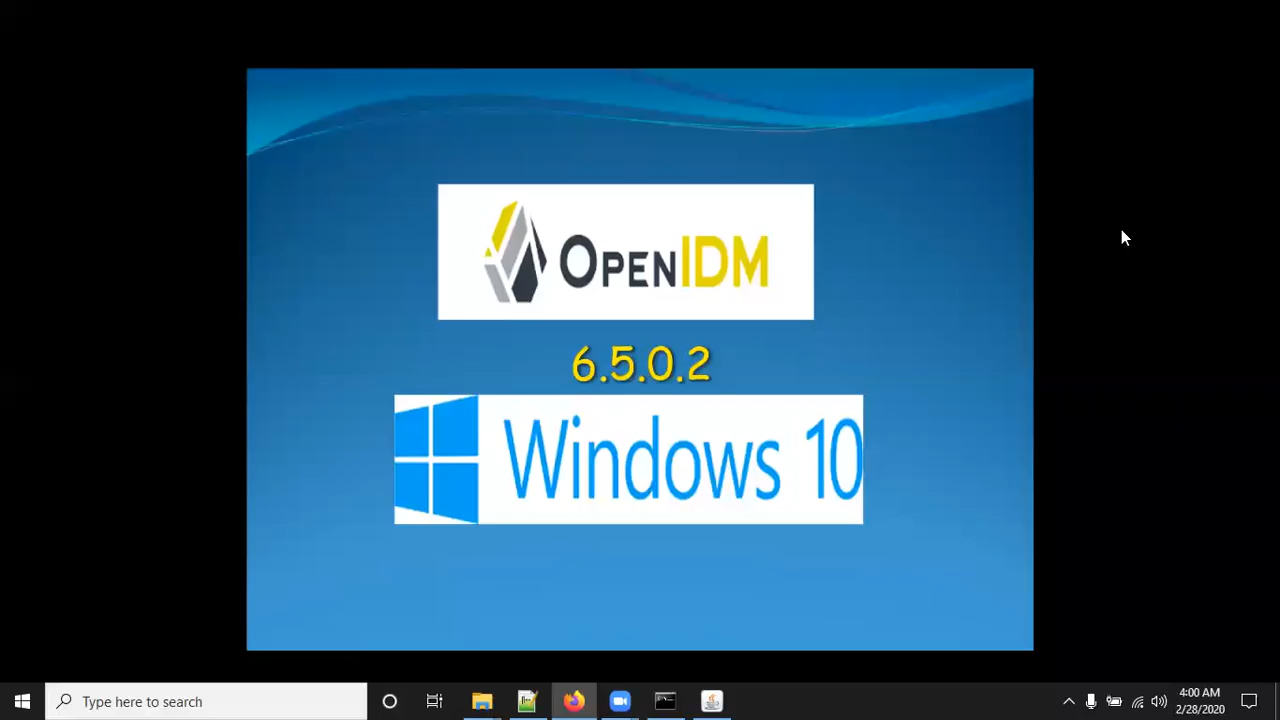 OPENIDM
6.5.0.2
Windows 10
Type here to search
4:00 AM
2/28/2020